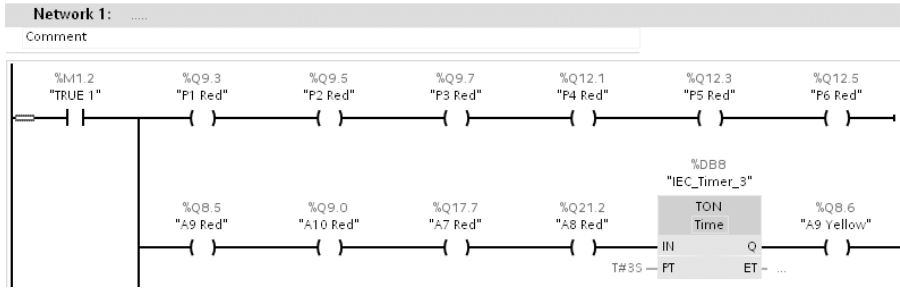 Network 1: .....
Comment
%M1.2 %Q9.3 %Q9.5 %Q9.7 %Q12.1 %Q12.3 %Q12.5
"TRUE 1" "P1 Red" "P2 Red" "P3 Red" "P4 Red" "P5 Red" "P6 Red"
%DB8
"IEC_Timer_3"
%Q8.5 %Q9.0 %Q17.7 %Q21.2 TON %Q8.6
"A9 Red" "A10 Red" "A7 Red" "A8 Red" Time "A9 Yellow"
IN Q
T#3S PT ET ...